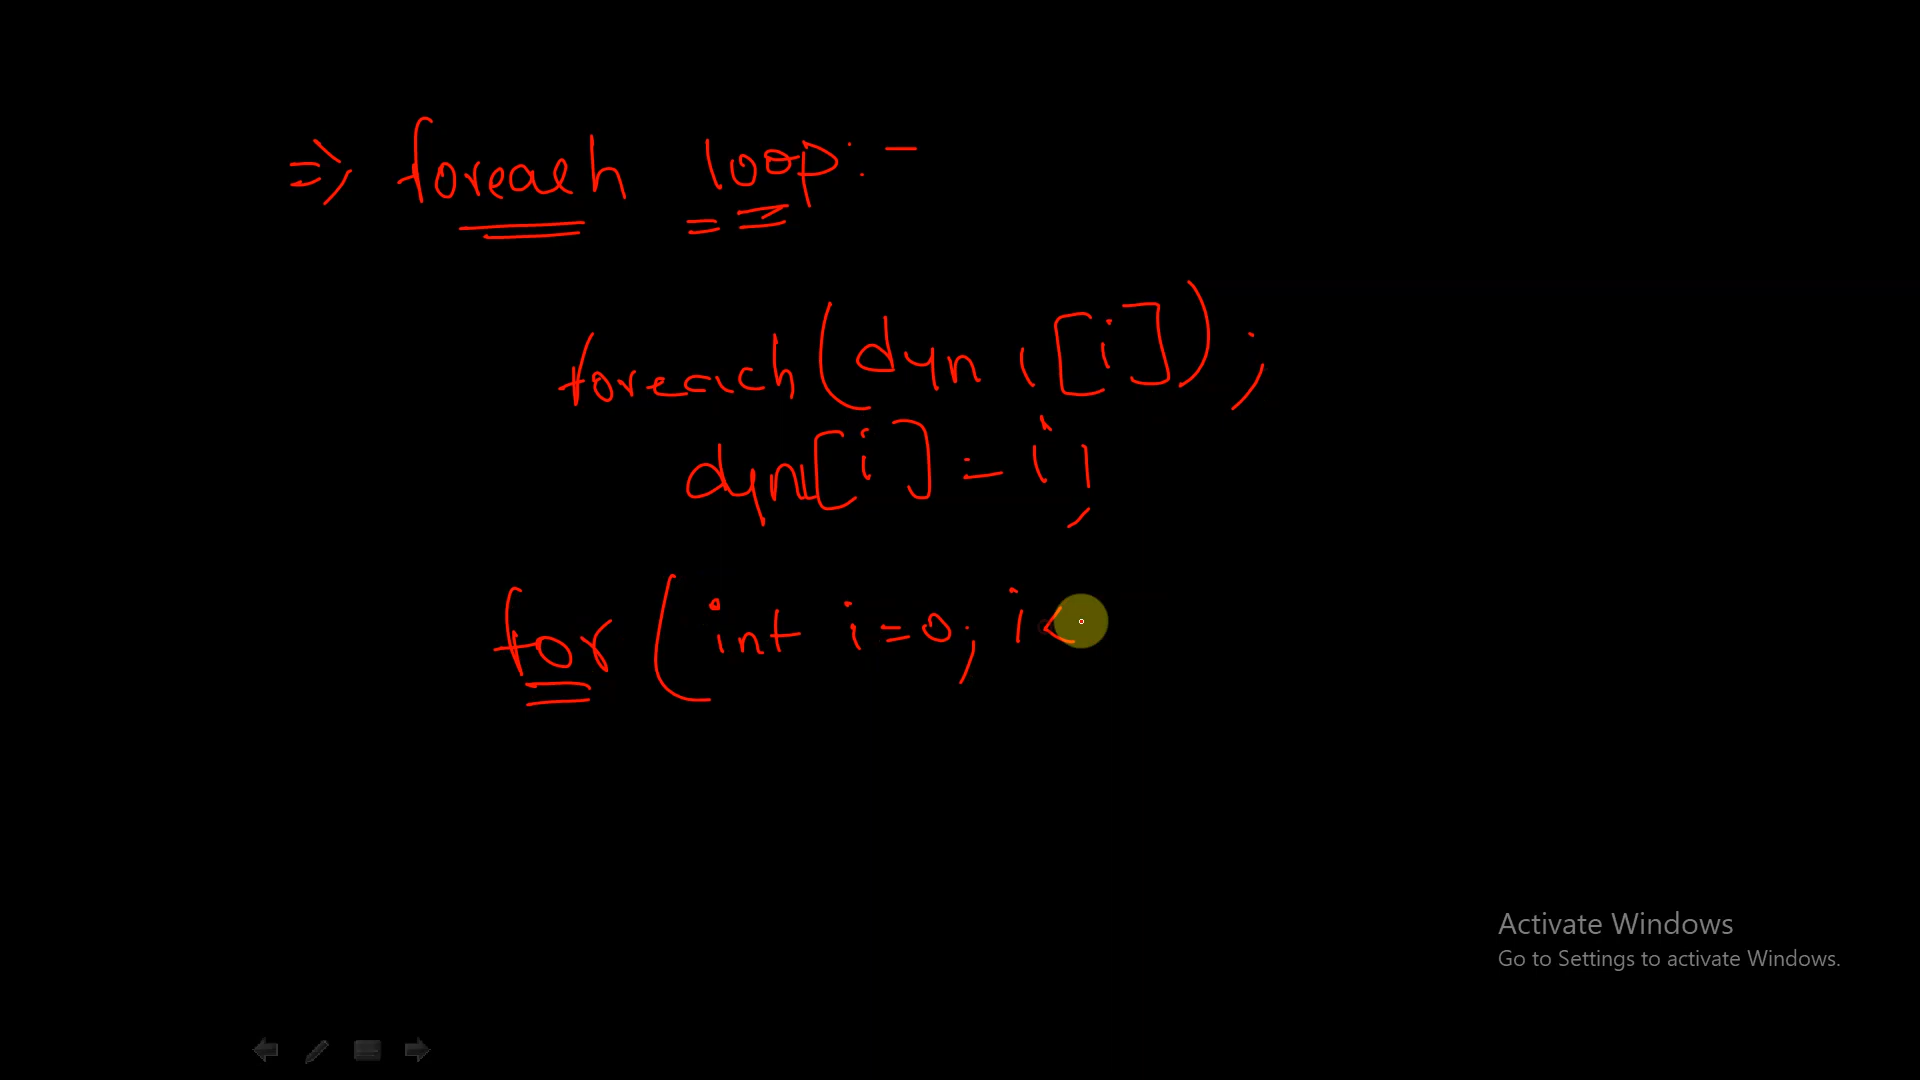 => foreach loop:-
foreach(dyn,[i]);
dyn[i]=i;
for(int i=0; i<
Activate Windows
Go to Settings to activate Windows.